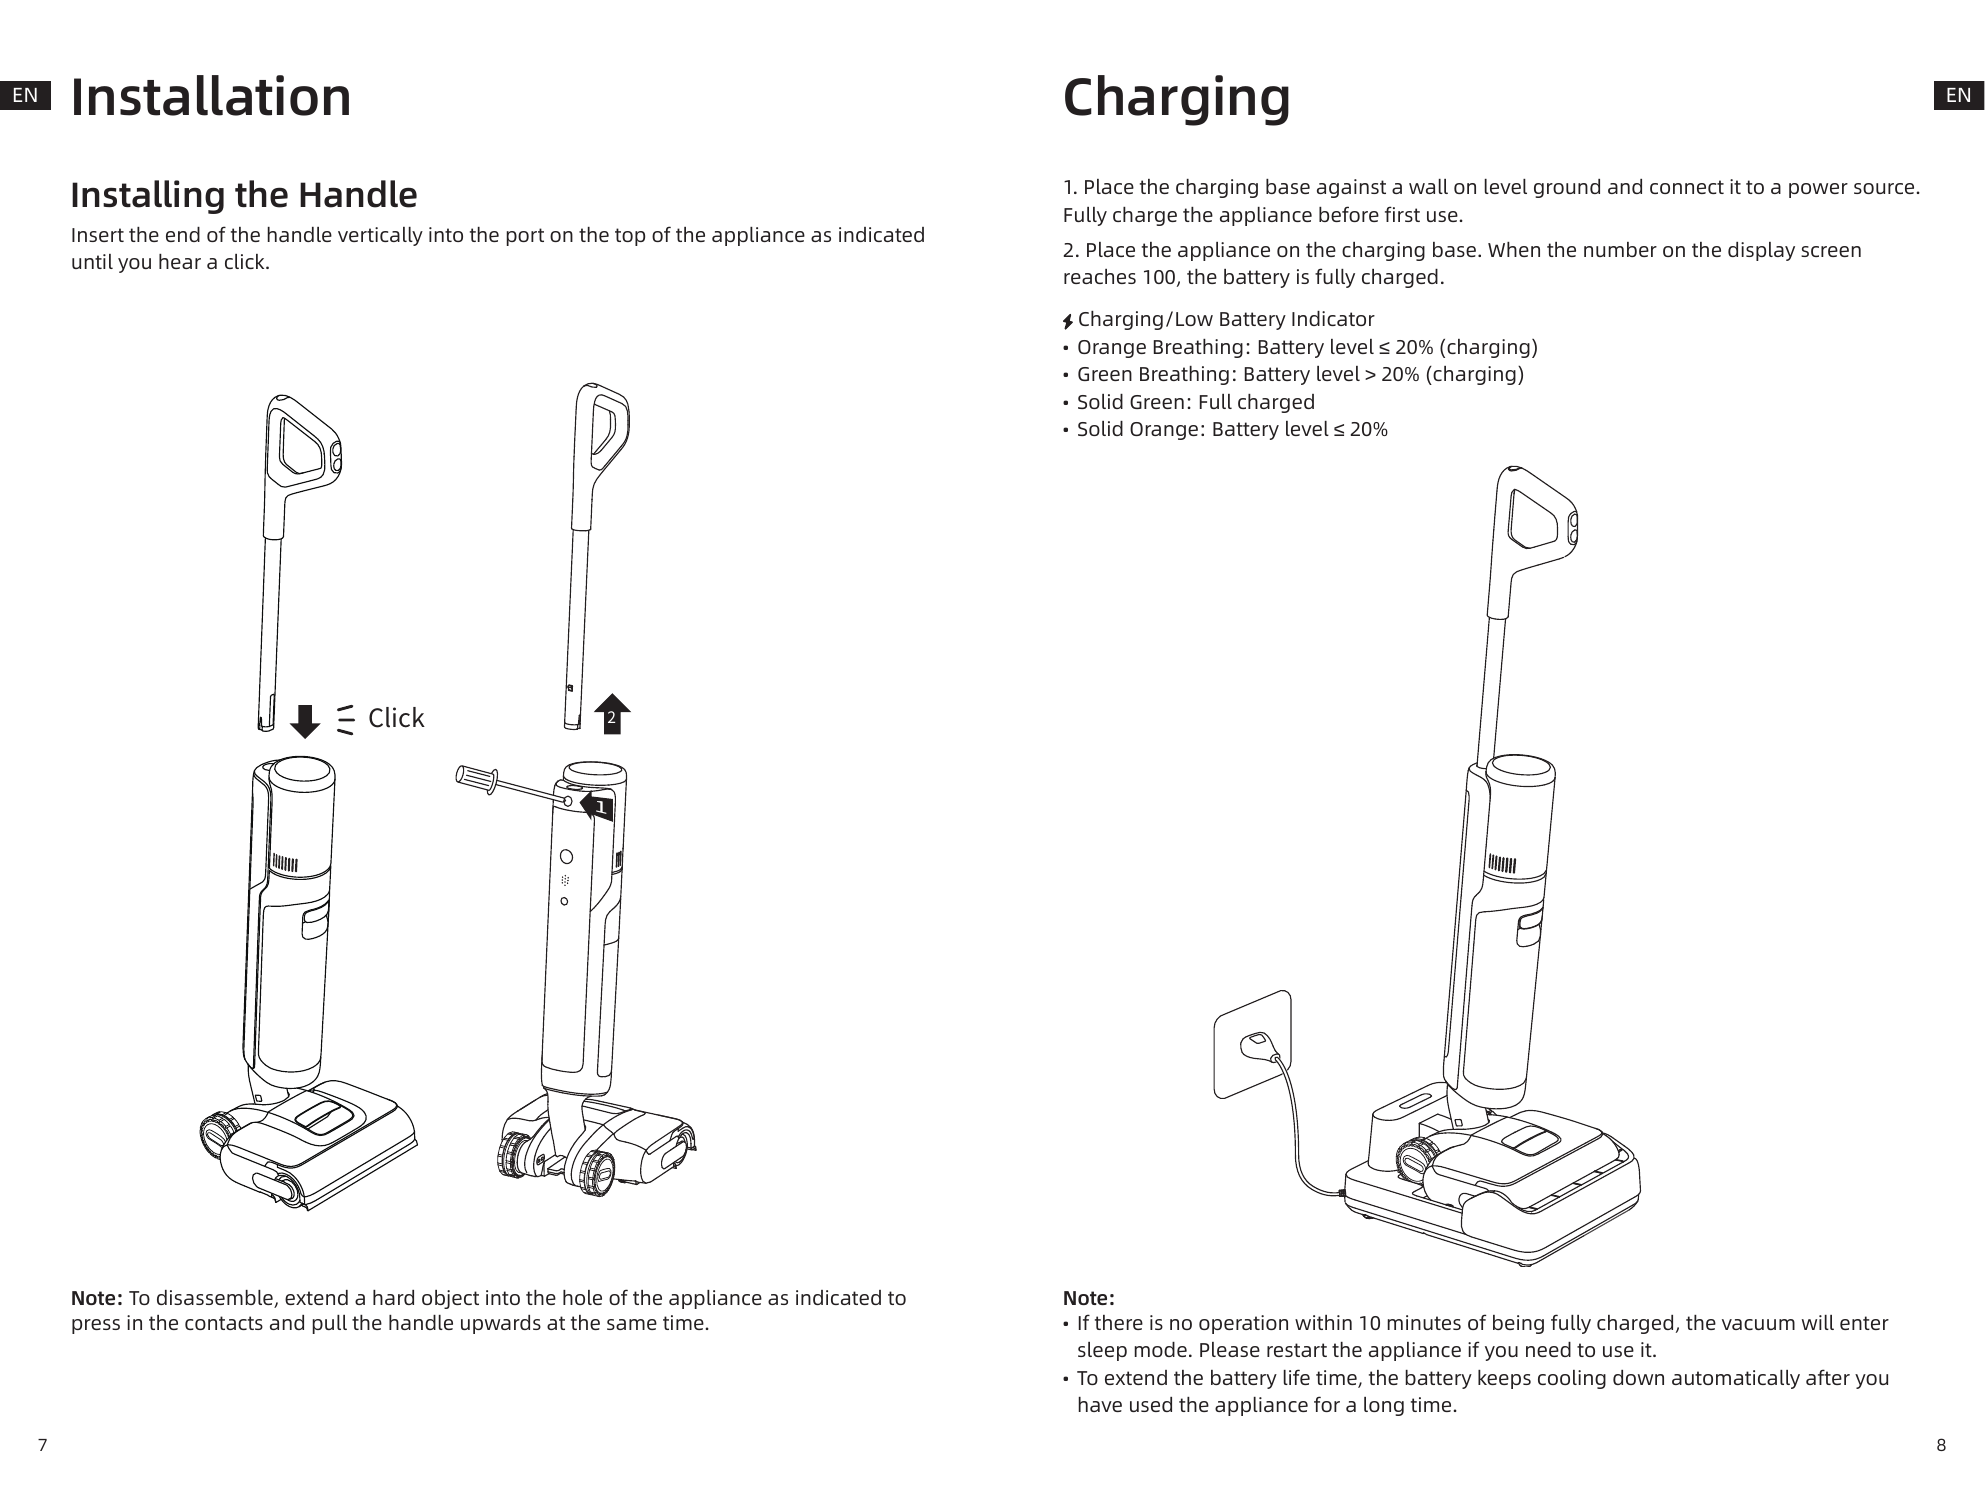 EN
Installation
Installing the Handle
Insert the end of the handle vertically into the port on the top of the appliance as indicated
until you hear a click.
Click
2
1
Note: To disassemble, extend a hard object into the hole of the appliance as indicated to
press in the contacts and pull the handle upwards at the same time.
7
Charging
EN
1. Place the charging base against a wall on level ground and connect it to a power source.
Fully charge the appliance before first use.
2. Place the appliance on the charging base. When the number on the display screen
reaches 100, the battery is fully charged.
Charging/Low Battery Indicator
• Orange Breathing: Battery level ≤ 20% (charging)
• Green Breathing: Battery level > 20% (charging)
• Solid Green: Full charged
• Solid Orange: Battery level ≤ 20%
Note:
• If there is no operation within 10 minutes of being fully charged, the vacuum will enter
sleep mode. Please restart the appliance if you need to use it.
• To extend the battery life time, the battery keeps cooling down automatically after you
have used the appliance for a long time.
8